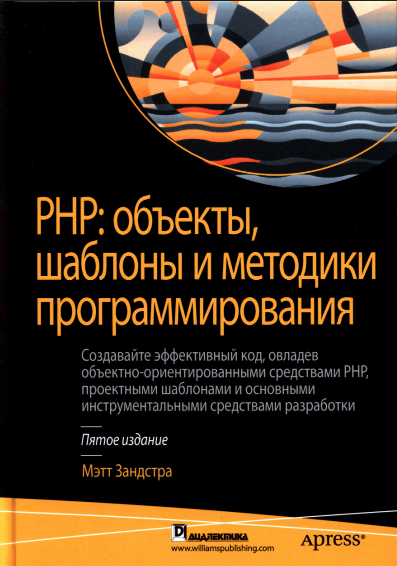 PHP: объекты,
шаблоны и методики
программирования
Создавайте эффективный код, овладев
объектно-ориентированными средствами PHP,
проектными шаблонами и основными
инструментальными средствами разработки
Пятое издание
Мэтт Зандстра
ДИАЛЕКТИКА
www.williamspublishing.com
Apress®